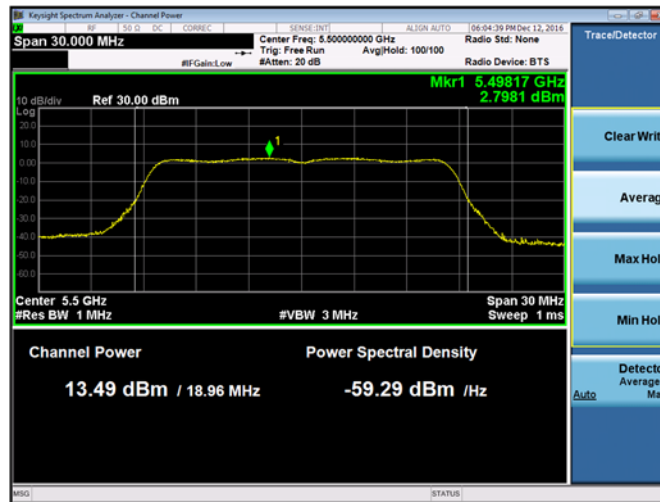 Keysight Spectrum Analyzer - Channel Power
RF 50 Ω DC CORREC SENSE:INT ALIGN AUTO 06:04:39 PM Dec 12, 2016
Span 30.000 MHz
Center Freq: 5.500000000 GHz
Radio Std: None
Trig: Free Run Avg|Hold: 100/100
#IFGain:Low #Atten: 20 dB Radio Device: BTS
Trace/Detector
Mkr1 5.49817 GHz
2.7981 dBm
10 dB/div Ref 30.00 dBm
Log
20.0
10.0
0.00
-10.0
-20.0
-30.0
-40.0
-50.0
-60.0
1
Center 5.5 GHz Span 30 MHz
#Res BW 1 MHz #VBW 3 MHz Sweep 1 ms
Channel Power Power Spectral Density
13.49 dBm / 18.96 MHz -59.29 dBm /Hz
Clear Writ
Averag
Max Hol
Min Hol
Detecto
Average
Auto Ma
MSG STATUS